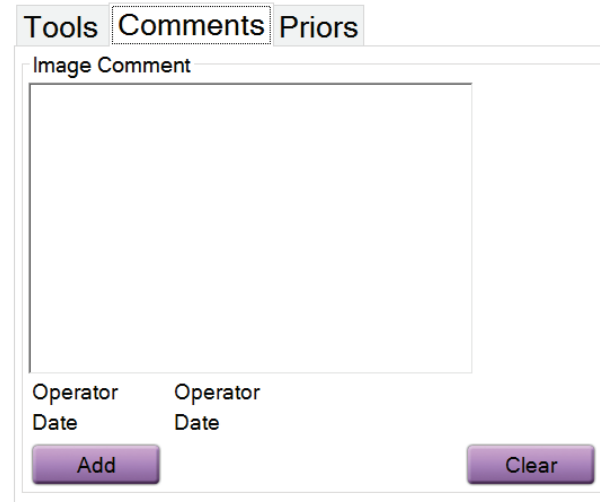 Tools Comments Priors
Image Comment
Operator Operator
Date Date
Add Clear